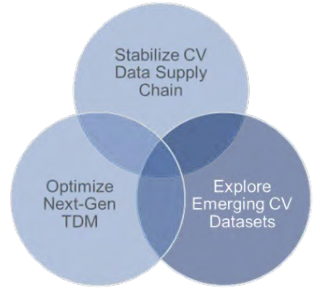 Stabilize CV
Data Supply
Chain
Optimize
Next-Gen
TDM
Explore
Emerging CV
Datasets